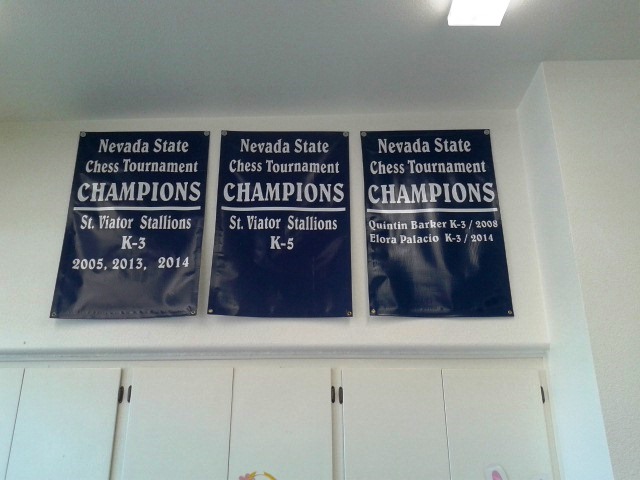 Nevada State
Chess Tournament
CHAMPIONS
St. Viator Stallions
K-3
2005, 2013, 2014
Nevada State
Chess Tournament
CHAMPIONS
St. Viator Stallions
K-5
Nevada State
Chess Tournament
CHAMPIONS
Quintin Barker K-3 / 2008
Elora Palacio K-3 / 2014